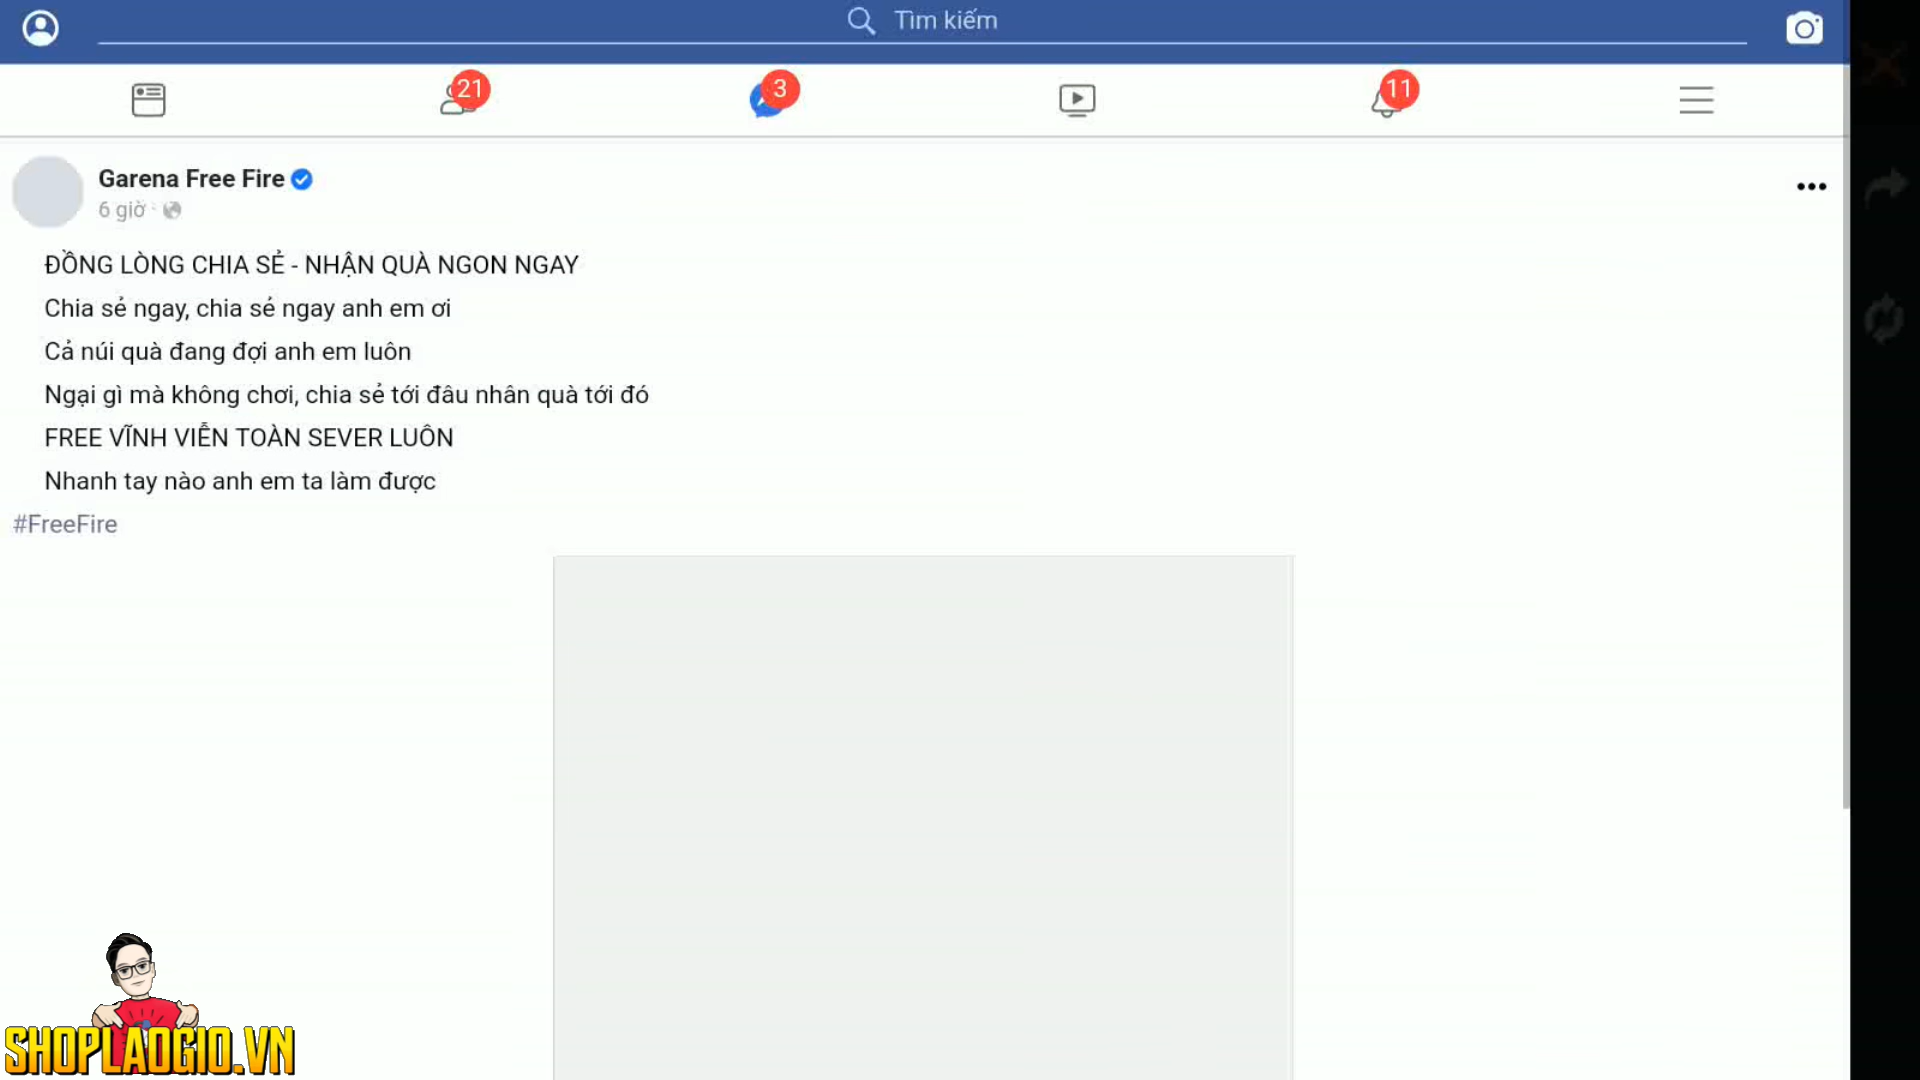 Tìm kiếm
21
3
11
Garena Free Fire
6 giờ ·
ĐỒNG LÒNG CHIA SẺ - NHẬN QUÀ NGON NGAY
Chia sẻ ngay, chia sẻ ngay anh em ơi
Cả núi quà đang đợi anh em luôn
Ngại gì mà không chơi, chia sẻ tới đâu nhân quà tới đó
FREE VĨNH VIỄN TOÀN SEVER LUÔN
Nhanh tay nào anh em ta làm được
#FreeFire
SHOPLAOGIO.VN